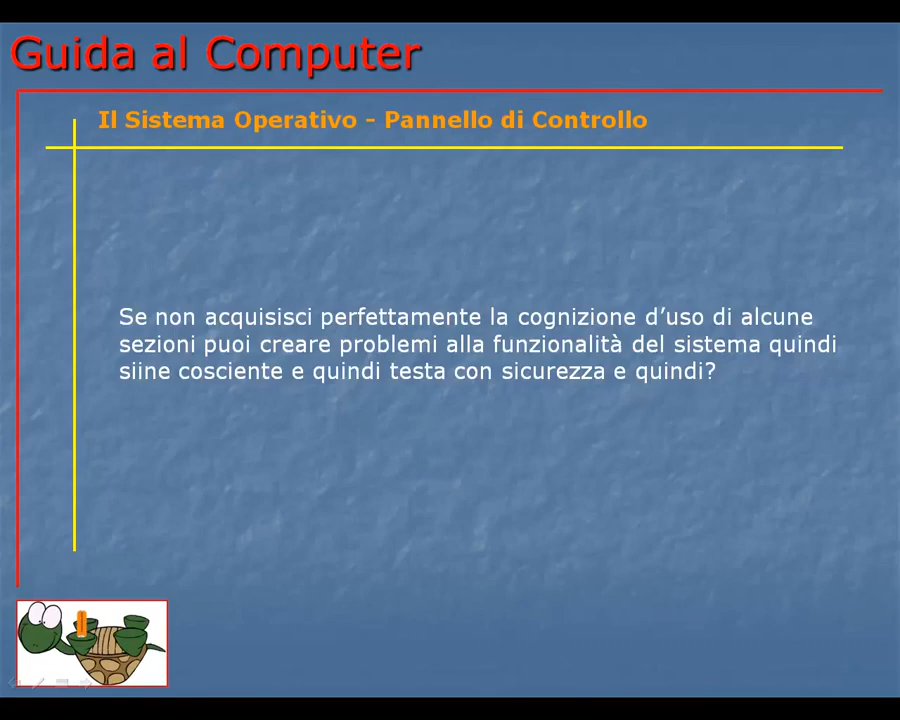 Guida al Computer
Il Sistema Operativo - Pannello di Controllo
Se non acquisisci perfettamente la cognizione d’uso di alcune
sezioni puoi creare problemi alla funzionalità del sistema quindi
siine cosciente e quindi testa con sicurezza e quindi?